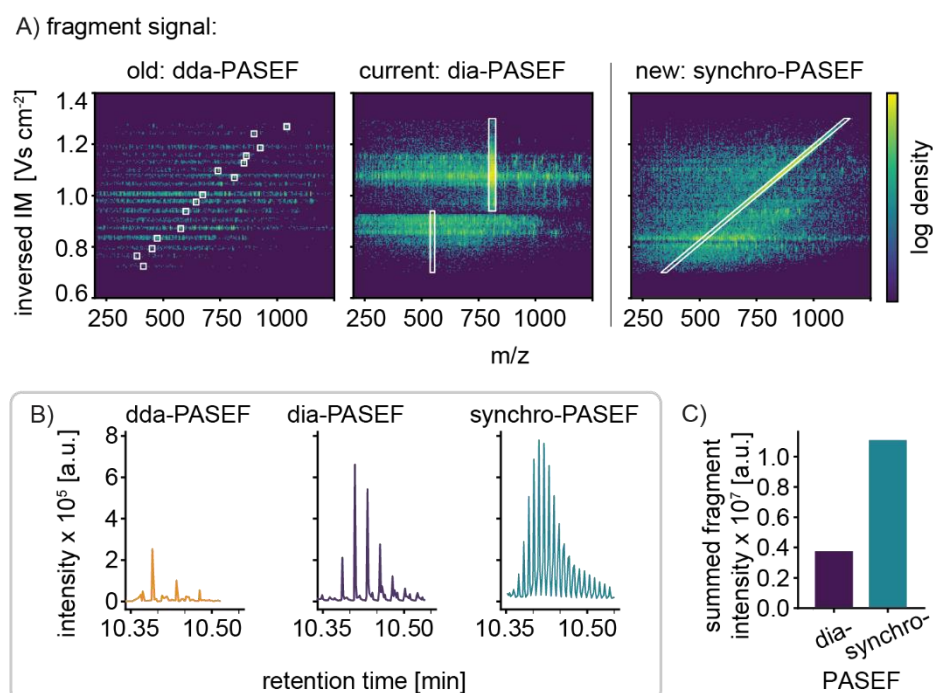 A) fragment signal:
old: dda-PASEF
current: dia-PASEF
new: synchro-PASEF
inversed IM [Vs cm⁻²]
1.4
1.2
1.0
0.8
0.6
250 500 750 1000
250 500 750 1000
250 500 750 1000
m/z
log density
B)
dda-PASEF
dia-PASEF
synchro-PASEF
intensity x 10⁵ [a.u.]
8
6
4
2
0
10.35 10.50
10.35 10.50
10.35 10.50
retention time [min]
C)
summed fragment
intensity x 10⁷ [a.u.]
1.0
0.8
0.6
0.4
0.2
0.0
dia-
synchro-
PASEF